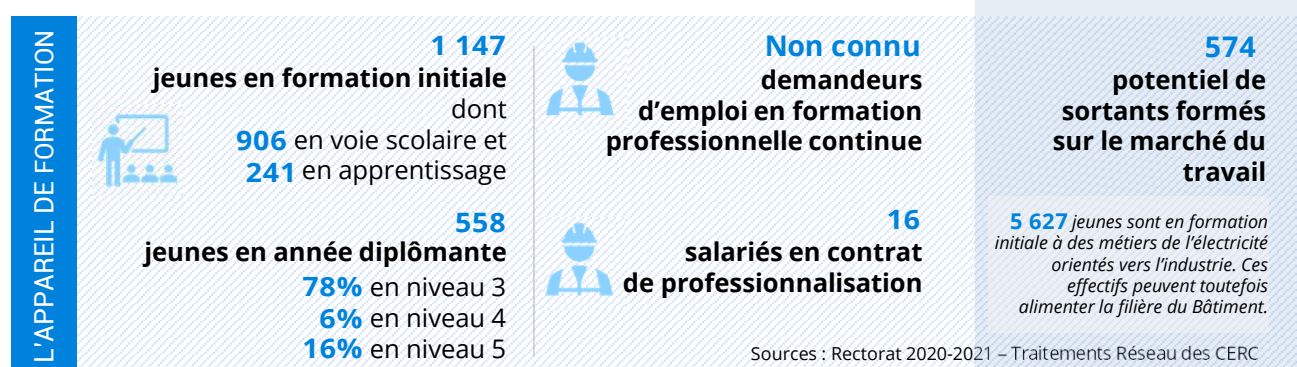 L'APPAREIL DE FORMATION
1 147
jeunes en formation initiale
dont
906 en voie scolaire et
241 en apprentissage
558
jeunes en année diplômante
78% en niveau 3
6% en niveau 4
16% en niveau 5
Non connu
demandeurs
d’emploi en formation
professionnelle continue
16
salariés en contrat
de professionnalisation
574
potentiel de
sortants formés
sur le marché du
travail
5 627 jeunes sont en formation
initiale à des métiers de l’électricité
orientés vers l’industrie. Ces
effectifs peuvent toutefois
alimenter la filière du Bâtiment.
Sources : Rectorat 2020-2021 – Traitements Réseau des CERC